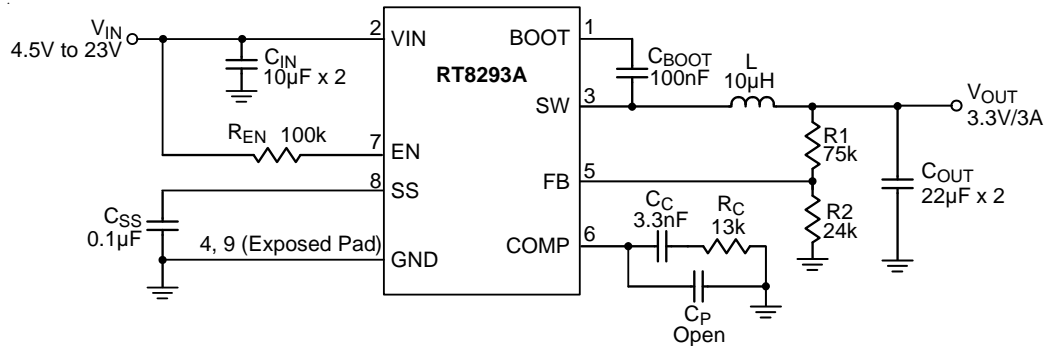 VIN
4.5V to 23V
CIN
10µF x 2
REN 100k
CSS
0.1µF
4, 9 (Exposed Pad)
2
7
8
VIN
EN
SS
GND
RT8293A
BOOT
SW
FB
COMP
1
3
5
6
CBOOT
100nF
L
10µH
VOUT
3.3V/3A
R1
75k
R2
24k
COUT
22µF x 2
CC
3.3nF
RC
13k
CP
Open